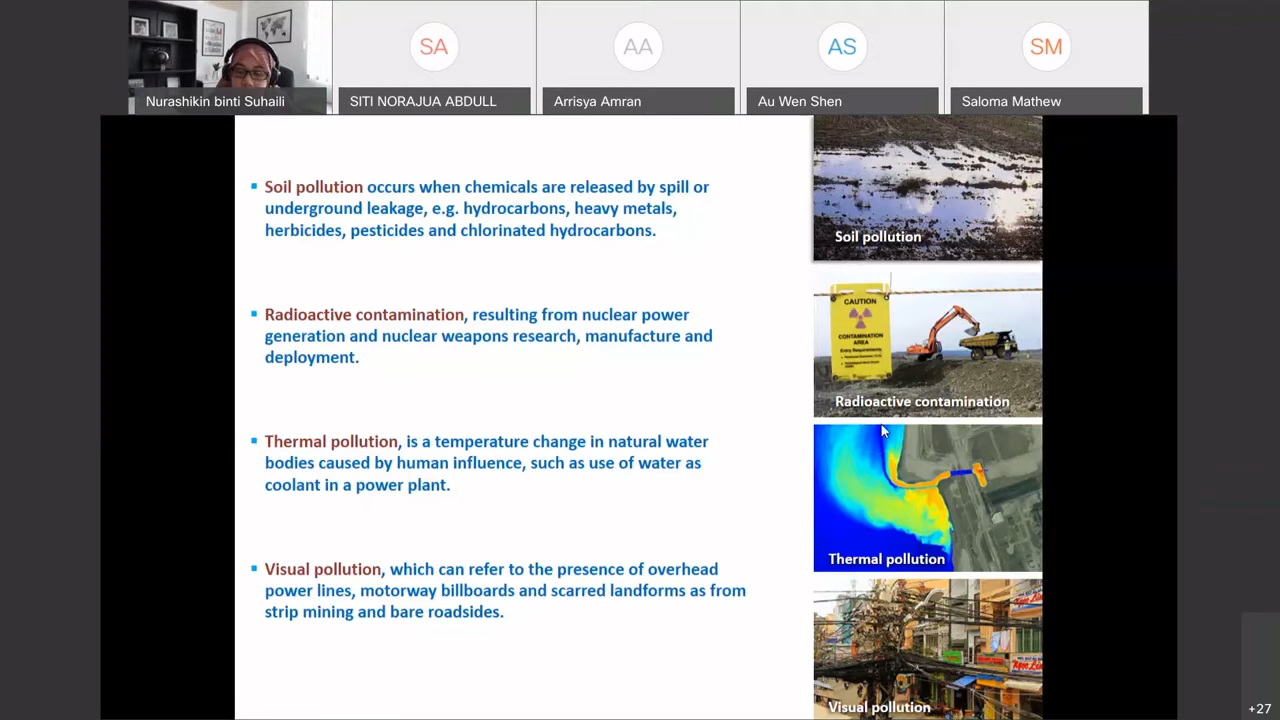 SA
AA
AS
SM
Nurashikin binti Suhaili
SITI NORAJUA ABDULL
Arrisya Amran
Au Wen Shen
Saloma Mathew
Soil pollution occurs when chemicals are released by spill or
underground leakage, e.g. hydrocarbons, heavy metals,
herbicides, pesticides and chlorinated hydrocarbons.
Soil pollution
Radioactive contamination, resulting from nuclear power
generation and nuclear weapons research, manufacture and
deployment.
CAUTION
CONTAMINATION
AREA
Entry Requirements:
Radioactive contamination
Thermal pollution, is a temperature change in natural water
bodies caused by human influence, such as use of water as
coolant in a power plant.
Thermal pollution
Visual pollution, which can refer to the presence of overhead
power lines, motorway billboards and scarred landforms as from
strip mining and bare roadsides.
Visual pollution
+27